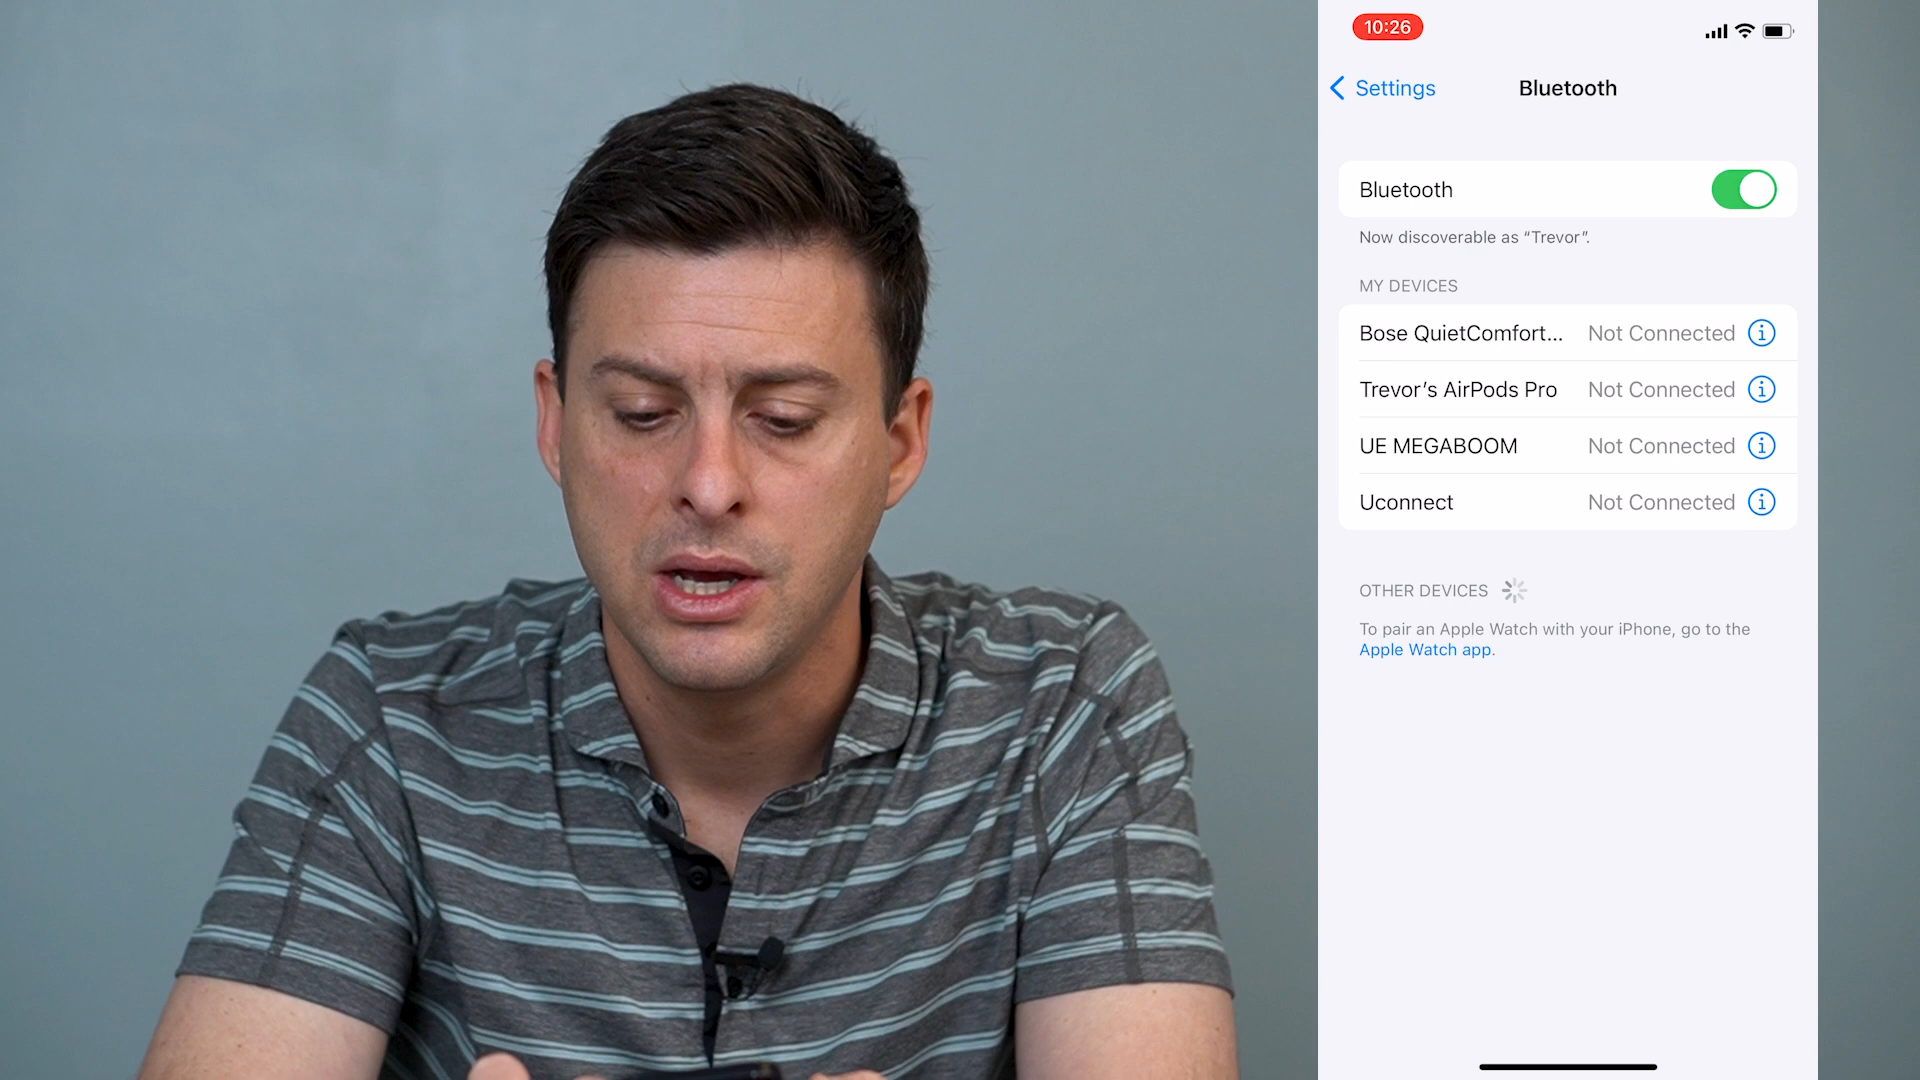 10:26
Settings
Bluetooth
Bluetooth
Now discoverable as “Trevor”.
MY DEVICES
Bose QuietComfort... Not Connected
Trevor’s AirPods Pro Not Connected
UE MEGABOOM Not Connected
Uconnect Not Connected
OTHER DEVICES
To pair an Apple Watch with your iPhone, go to the
Apple Watch app.